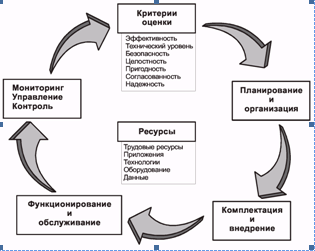 Критерии
оценки
Эффективность
Технический уровень
Безопасность
Целостность
Пригодность
Согласованность
Надежность
Планирование
и
организация
Комплектация
и
внедрение
Функционирование
и
обслуживание
Мониторинг
Управление
Контроль
Ресурсы
Трудовые ресурсы
Приложения
Технологии
Оборудование
Данные